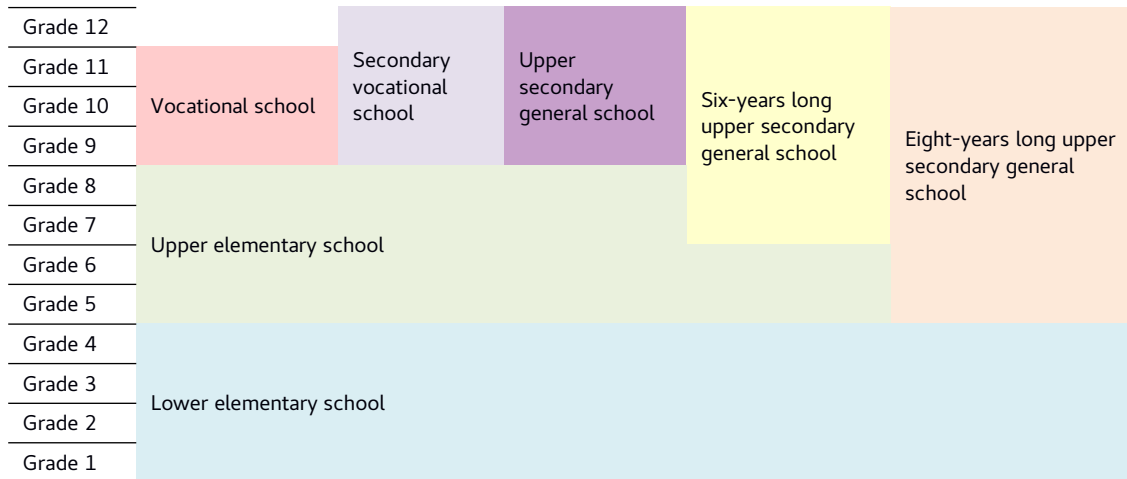 Grade 12
Grade 11
Grade 10
Grade 9
Grade 8
Grade 7
Grade 6
Grade 5
Grade 4
Grade 3
Grade 2
Grade 1
Vocational school
Secondary
vocational
school
Upper
secondary
general school
Six-years long
upper secondary
general school
Eight-years long upper
secondary general
school
Upper elementary school
Lower elementary school